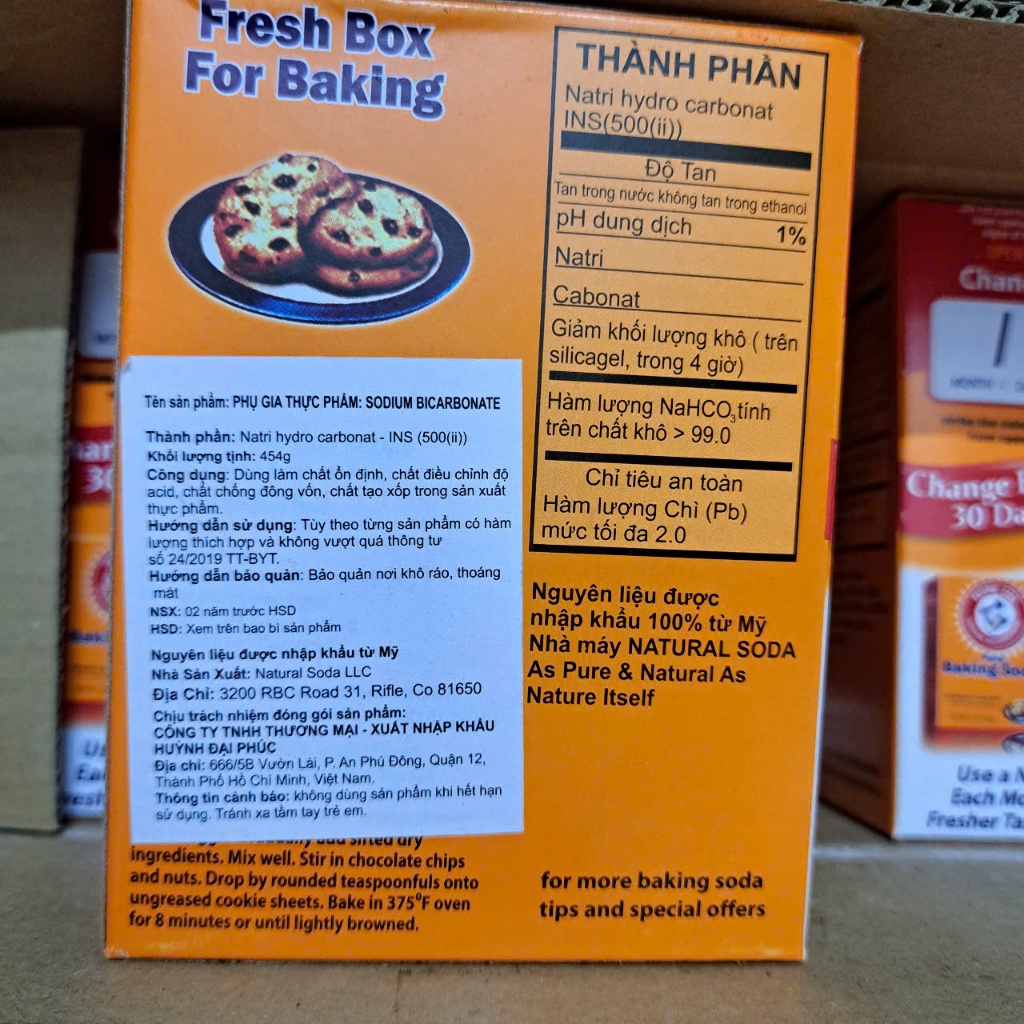 Fresh Box
For Baking
THÀNH PHẦN
Natri hydro carbonat
INS(500(ii))
Độ Tan
Tan trong nước không tan trong ethanol
pH dung dịch 1%
Natri
Cabonat
Giảm khối lượng khô ( trên
silicagel, trong 4 giờ)
Hàm lượng NaHCO3tính
trên chất khô > 99.0
Chỉ tiêu an toàn
Hàm lượng Chì (Pb)
mức tối đa 2.0
Nguyên liệu được
nhập khẩu 100% từ Mỹ
Nhà máy NATURAL SODA
As Pure & Natural As
Nature Itself
Tên sản phẩm: PHỤ GIA THỰC PHẨM: SODIUM BICARBONATE
Thành phần: Natri hydro carbonat - INS (500(ii))
Khối lượng tịnh: 454g
Công dụng: Dùng làm chất ổn định, chất điều chỉnh độ
acid, chất chống đông vốn, chất tạo xốp trong sản xuất
thực phẩm.
Hướng dẫn sử dụng: Tùy theo từng sản phẩm có hàm
lượng thích hợp và không vượt quá thông tư
số 24/2019 TT-BYT.
Hướng dẫn bảo quản: Bảo quản nơi khô ráo, thoáng
mát
NSX: 02 năm trước HSD
HSD: Xem trên bao bì sản phẩm
Nguyên liệu được nhập khẩu từ Mỹ
Nhà Sản Xuất: Natural Soda LLC
Địa Chỉ: 3200 RBC Road 31, Rifle, Co 81650
Chịu trách nhiệm đóng gói sản phẩm:
CÔNG TY TNHH THƯƠNG MẠI - XUẤT NHẬP KHẨU
HUỲNH ĐẠI PHÚC
Địa chỉ: 666/5B Vườn Lài, P. An Phú Đông, Quận 12,
Thành Phố Hồ Chí Minh, Việt Nam.
Thông tin cảnh báo: không dùng sản phẩm khi hết hạn
sử dụng. Tránh xa tầm tay trẻ em.
sifted dry
ingredients. Mix well. Stir in chocolate chips
and nuts. Drop by rounded teaspoonfuls onto
ungreased cookie sheets. Bake in 375⁰F oven
for 8 minutes or until lightly browned.
for more baking soda
tips and special offers
Change
30 Da
Baking So
Use a
Each Mo
Fresher Ta